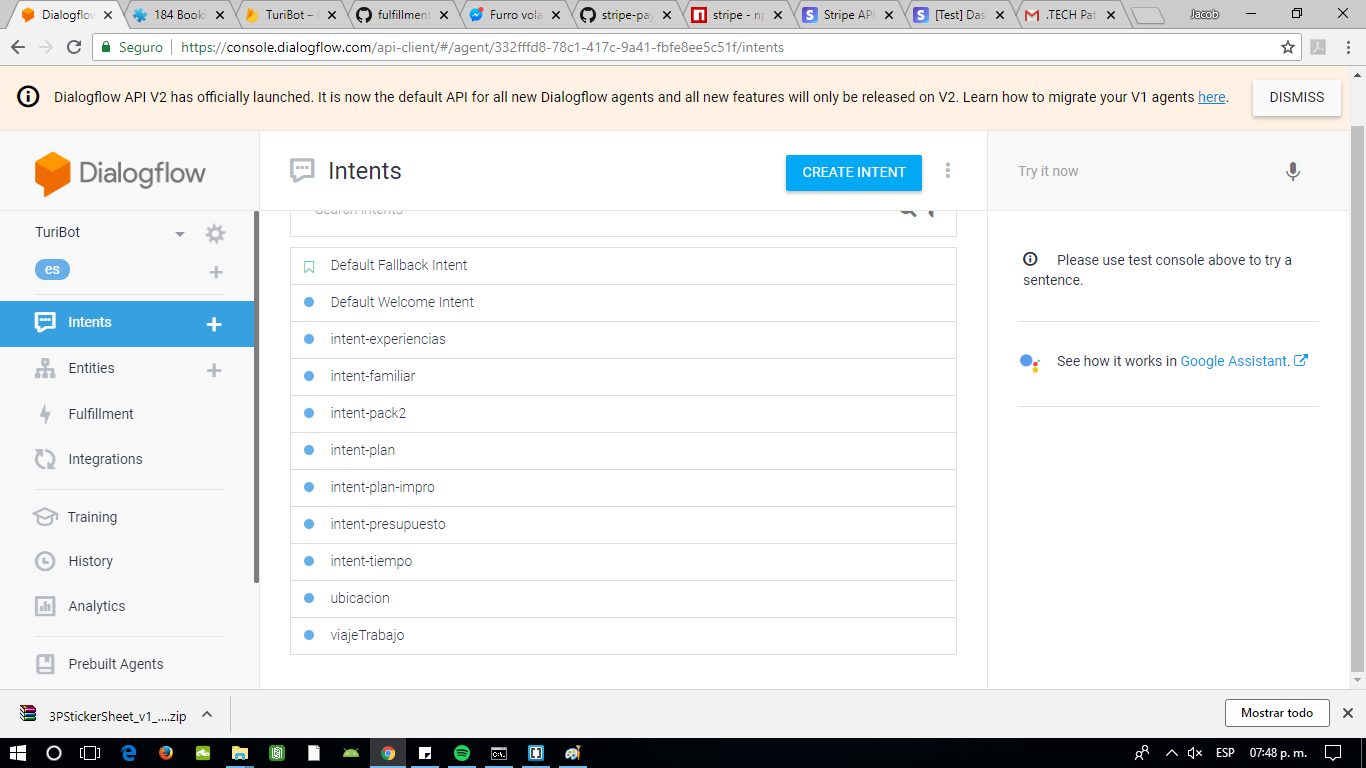 Dialogflow
184 Booki
TuriBot –
fulfillment
Furro vola
stripe-pay
stripe - np
Stripe API
[Test] Das
.TECH Pat
Jacob
Seguro
https://console.dialogflow.com/api-client/#/agent/332fffd8-78c1-417c-9a41-fbfe8ee5c51f/intents
Dialogflow API V2 has officially launched. It is now the default API for all new Dialogflow agents and all new features will only be released on V2. Learn how to migrate your V1 agents here.
DISMISS
Dialogflow
Intents
CREATE INTENT
Try it now
TuriBot
es
Intents
Entities
Fulfillment
Integrations
Training
History
Analytics
Prebuilt Agents
Search intents
Default Fallback Intent
Default Welcome Intent
intent-experiencias
intent-familiar
intent-pack2
intent-plan
intent-plan-impro
intent-presupuesto
intent-tiempo
ubicacion
viajeTrabajo
Please use test console above to try a
sentence.
See how it works in Google Assistant.
3PStickerSheet_v1_....zip
Mostrar todo
ESP
07:48 p. m.